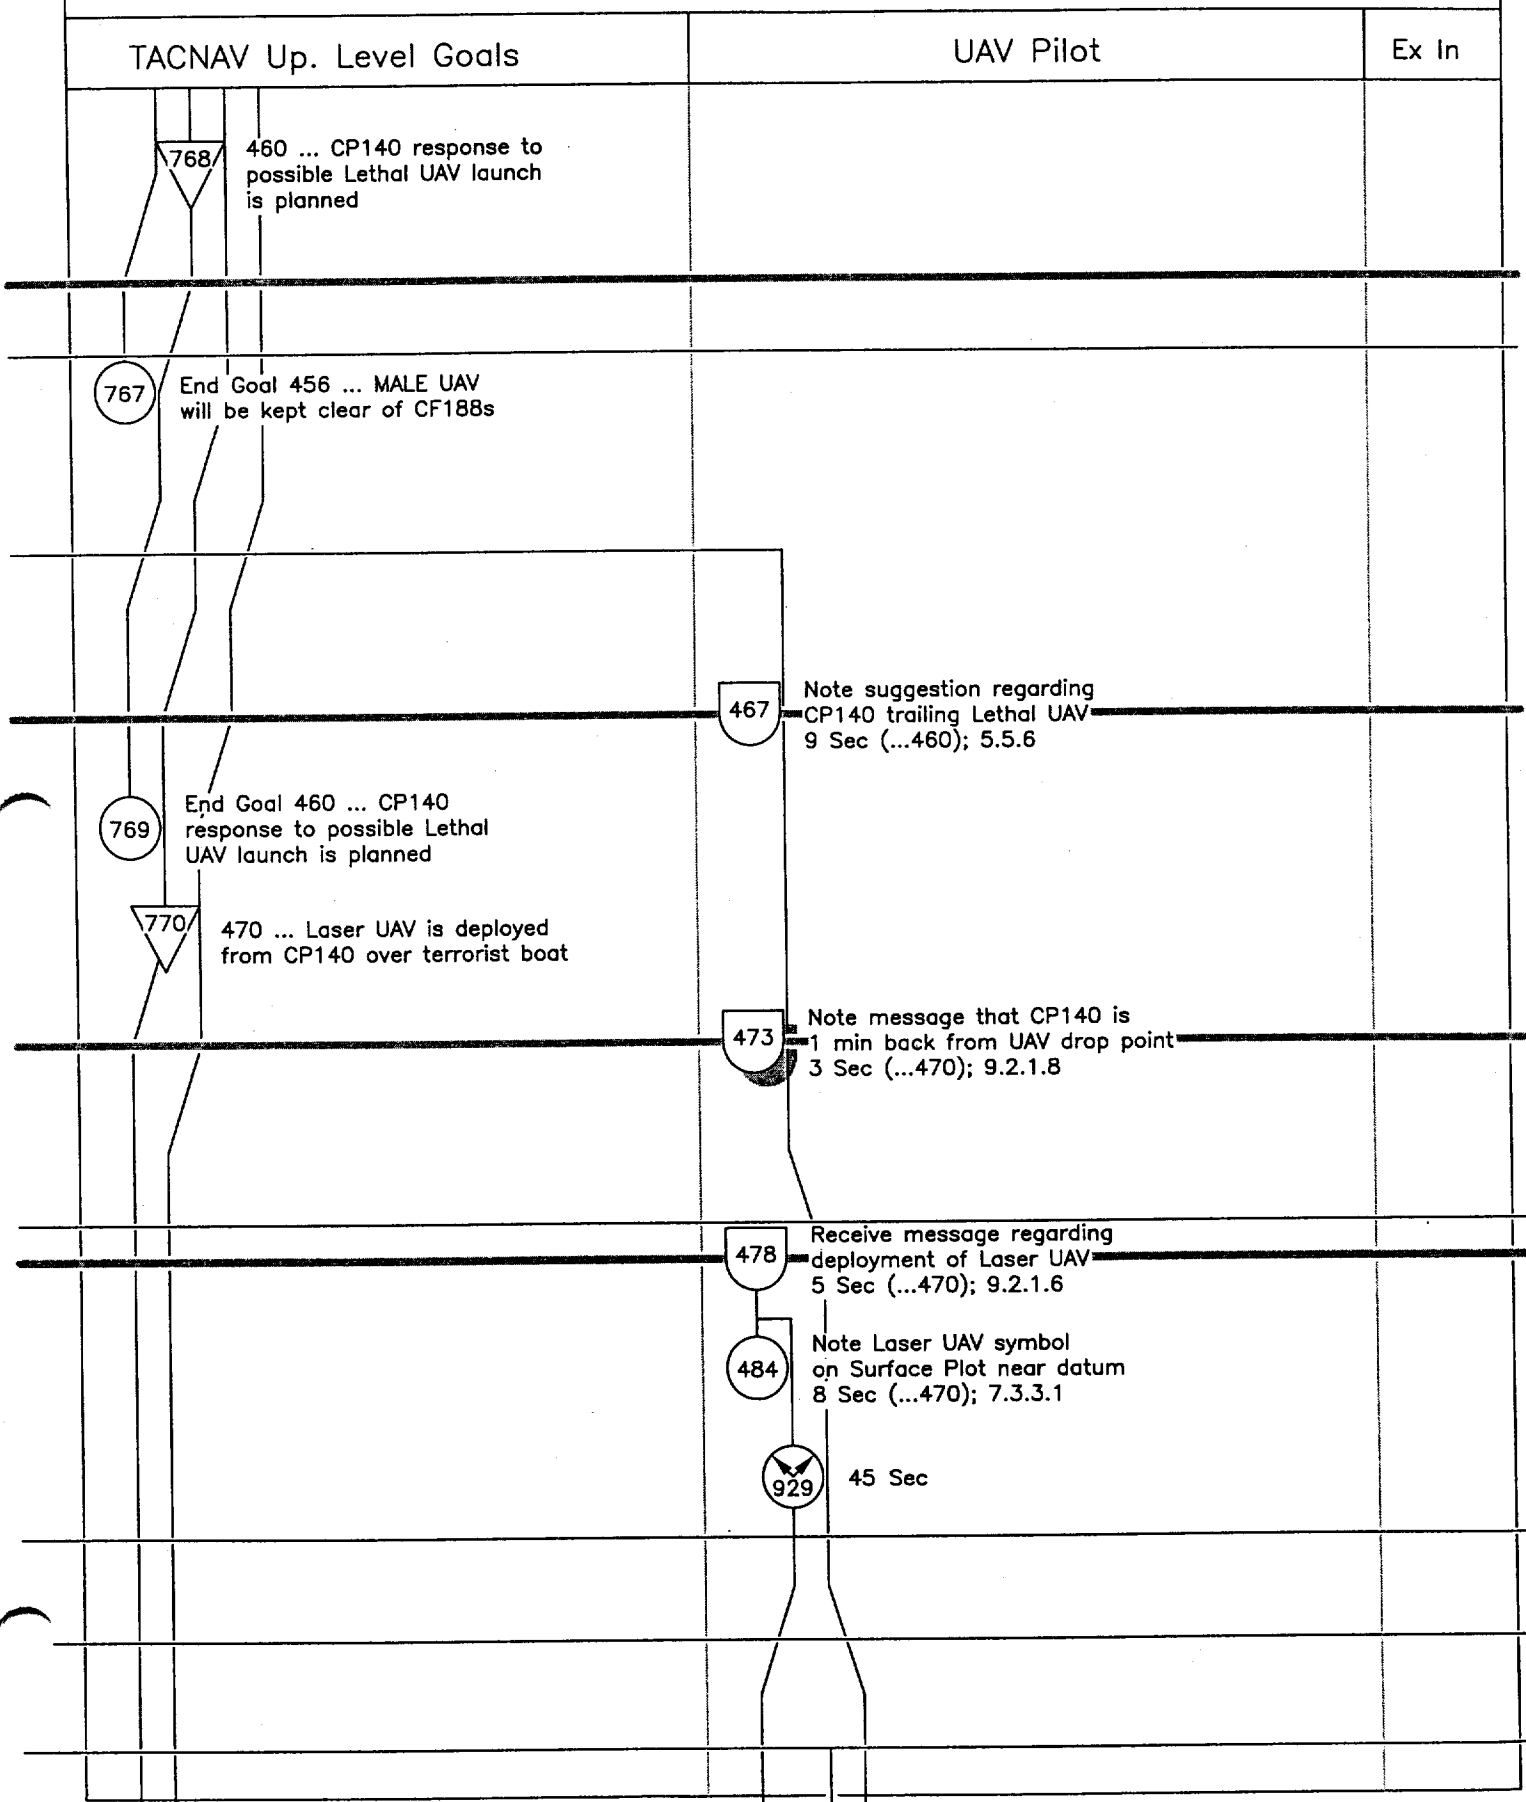 TACNAV Up. Level Goals
UAV Pilot
Ex In
768
460 ... CP140 response to
possible Lethal UAV launch
is planned
767
End Goal 456 ... MALE UAV
will be kept clear of CF188s
467
Note suggestion regarding
CP140 trailing Lethal UAV
9 Sec (...460); 5.5.6
769
End Goal 460 ... CP140
response to possible Lethal
UAV launch is planned
770
470 ... Laser UAV is deployed
from CP140 over terrorist boat
473
Note message that CP140 is
1 min back from UAV drop point
3 Sec (...470); 9.2.1.8
478
Receive message regarding
deployment of Laser UAV
5 Sec (...470); 9.2.1.6
484
Note Laser UAV symbol
on Surface Plot near datum
8 Sec (...470); 7.3.3.1
929
45 Sec